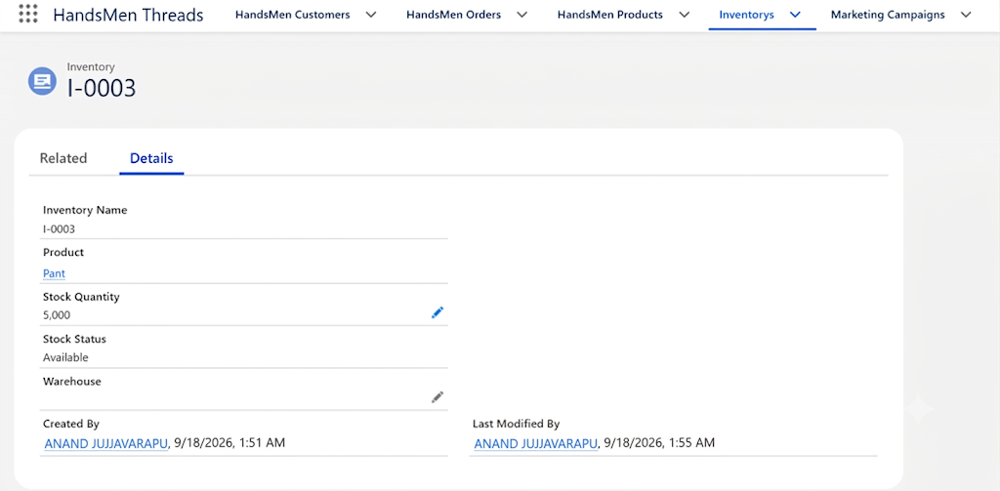 HandsMen Threads HandsMen Customers HandsMen Orders HandsMen Products Inventorys Marketing Campaigns
Inventory
I-0003
Related Details
Inventory Name
I-0003
Product
Pant
Stock Quantity
5,000
Stock Status
Available
Warehouse
Created By Last Modified By
ANAND JUJJAVARAPU, 9/18/2026, 1:51 AM ANAND JUJJAVARAPU, 9/18/2026, 1:55 AM